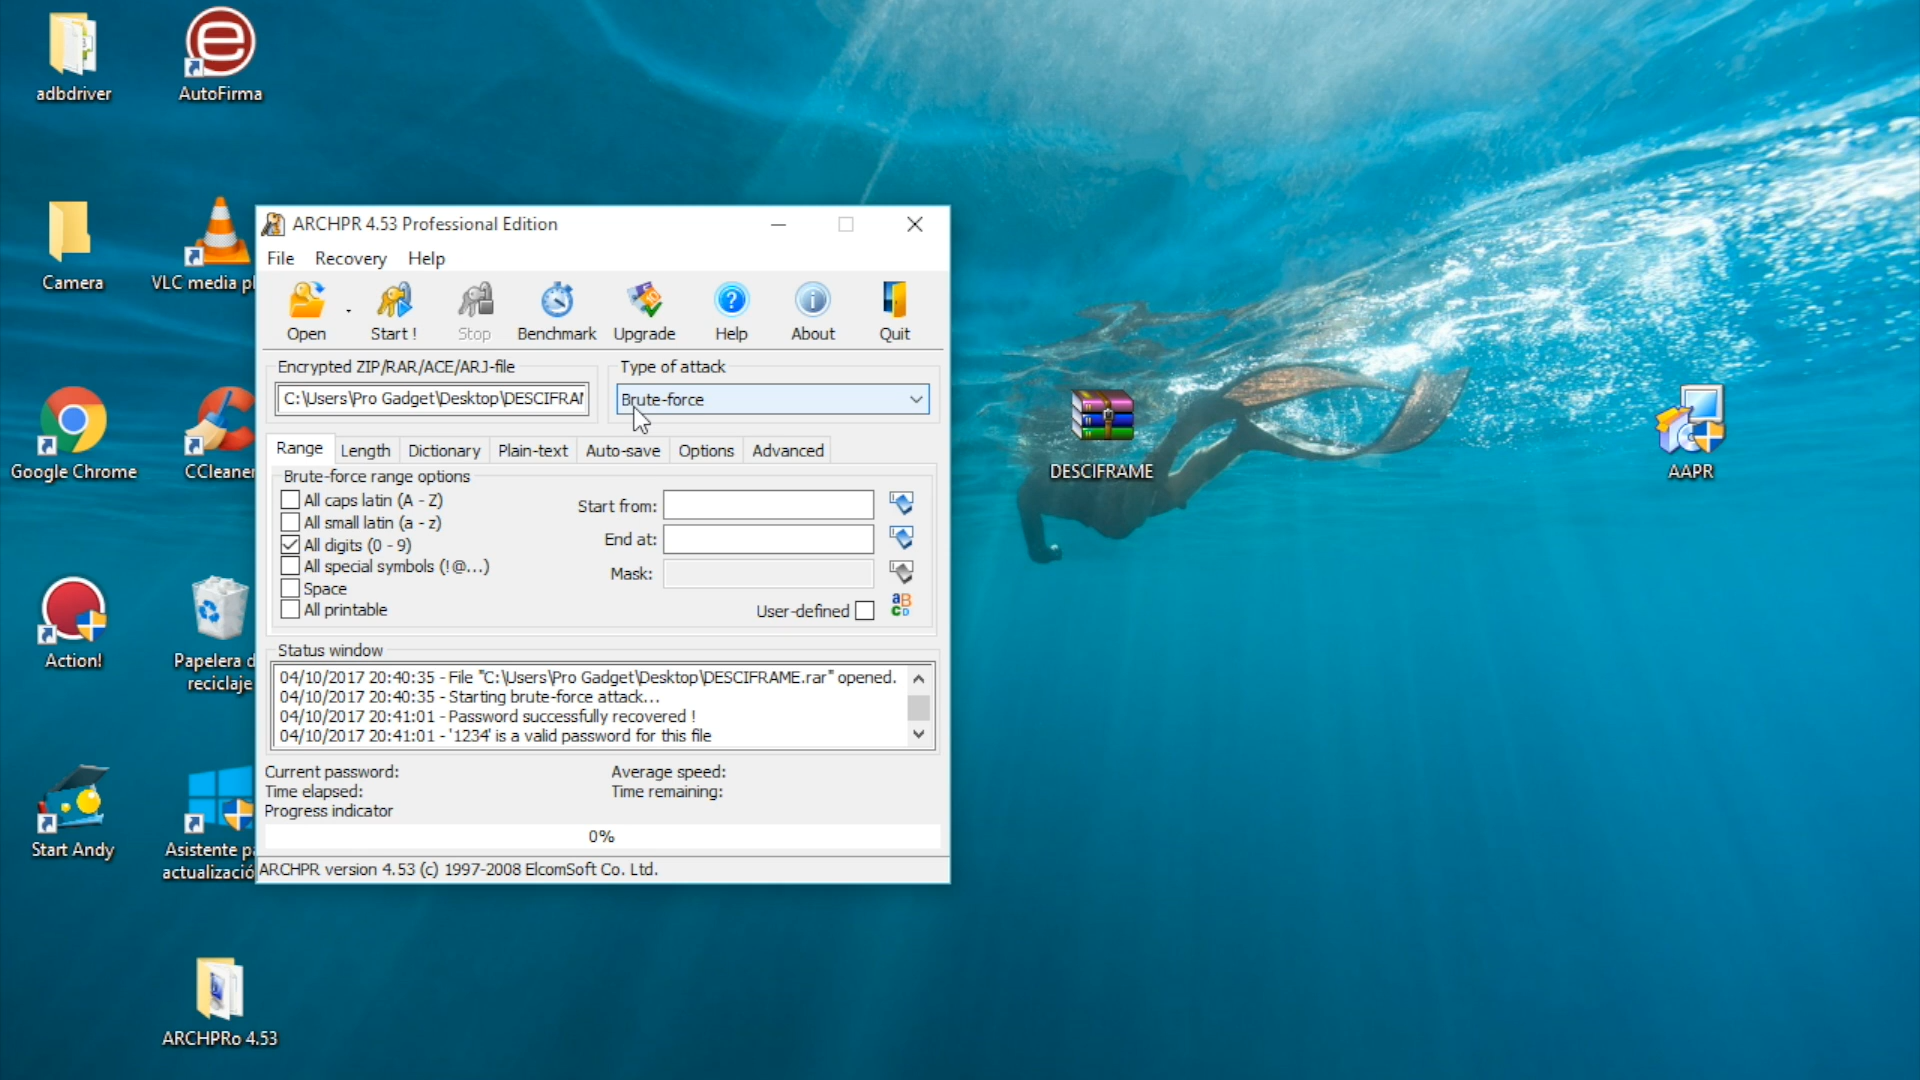 adbdriver
AutoFirma
Camera
VLC media pl
Google Chrome
CCleaner
Action!
Papelera d
reciclaje
Start Andy
Asistente pa
actualizació
ARCHPRo 4.53
ARCHPR 4.53 Professional Edition
File Recovery Help
Open Start ! Stop Benchmark Upgrade Help About Quit
Encrypted ZIP/RAR/ACE/ARJ-file
C:\Users\Pro Gadget\Desktop\DESCIFRAM
Type of attack
Brute-force
Range Length Dictionary Plain-text Auto-save Options Advanced
Brute-force range options
All caps latin (A - Z)
All small latin (a - z)
All digits (0 - 9)
All special symbols (!@...)
Space
All printable
Start from:
End at:
Mask:
User-defined
Status window
04/10/2017 20:40:35 - File "C:\Users\Pro Gadget\Desktop\DESCIFRAME.rar" opened.
04/10/2017 20:40:35 - Starting brute-force attack...
04/10/2017 20:41:01 - Password successfully recovered !
04/10/2017 20:41:01 - '1234' is a valid password for this file
Current password:
Average speed:
Time elapsed:
Time remaining:
Progress indicator
0%
ARCHPR version 4.53 (c) 1997-2008 ElcomSoft Co. Ltd.
DESCIFRAME
AAPR